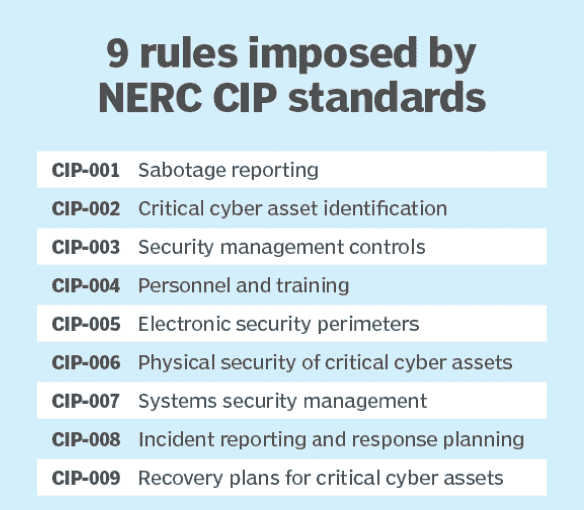 9 rules imposed by
NERC CIP standards
CIP-001 Sabotage reporting
CIP-002 Critical cyber asset identification
CIP-003 Security management controls
CIP-004 Personnel and training
CIP-005 Electronic security perimeters
CIP-006 Physical security of critical cyber assets
CIP-007 Systems security management
CIP-008 Incident reporting and response planning
CIP-009 Recovery plans for critical cyber assets